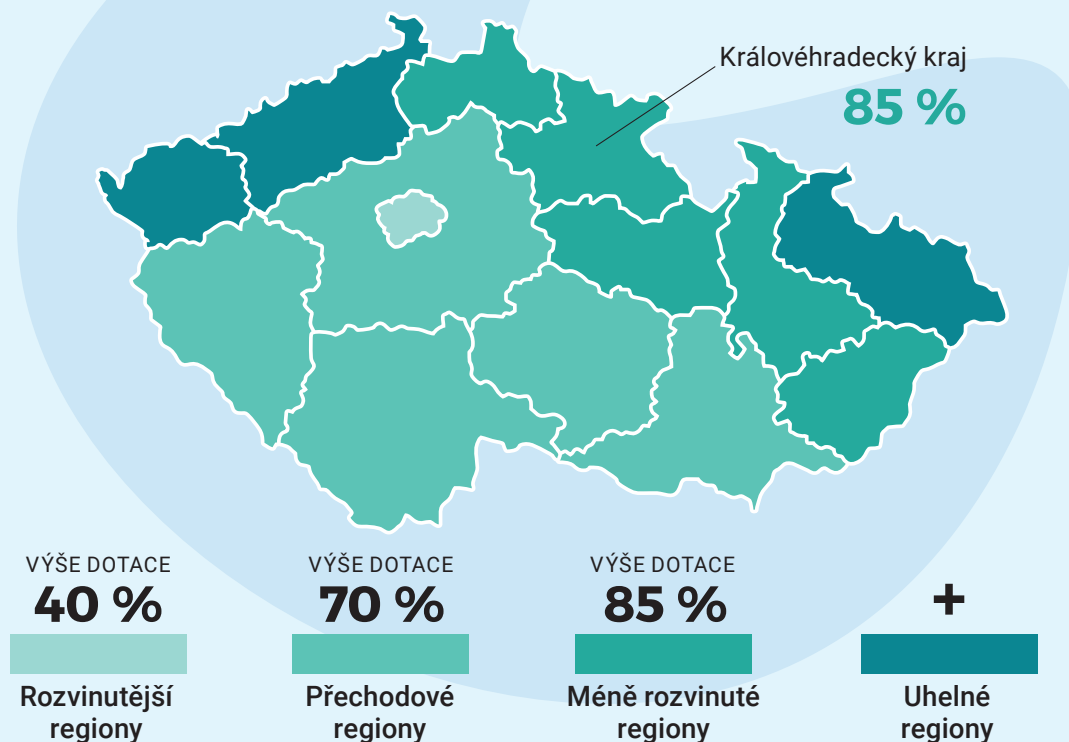 Královéhradecký kraj
85 %
VÝŠE DOTACE
40 %
Rozvinutější
regiony
VÝŠE DOTACE
70 %
Přechodové
regiony
VÝŠE DOTACE
85 %
Méně rozvinuté
regiony
+
Uhelné
regiony